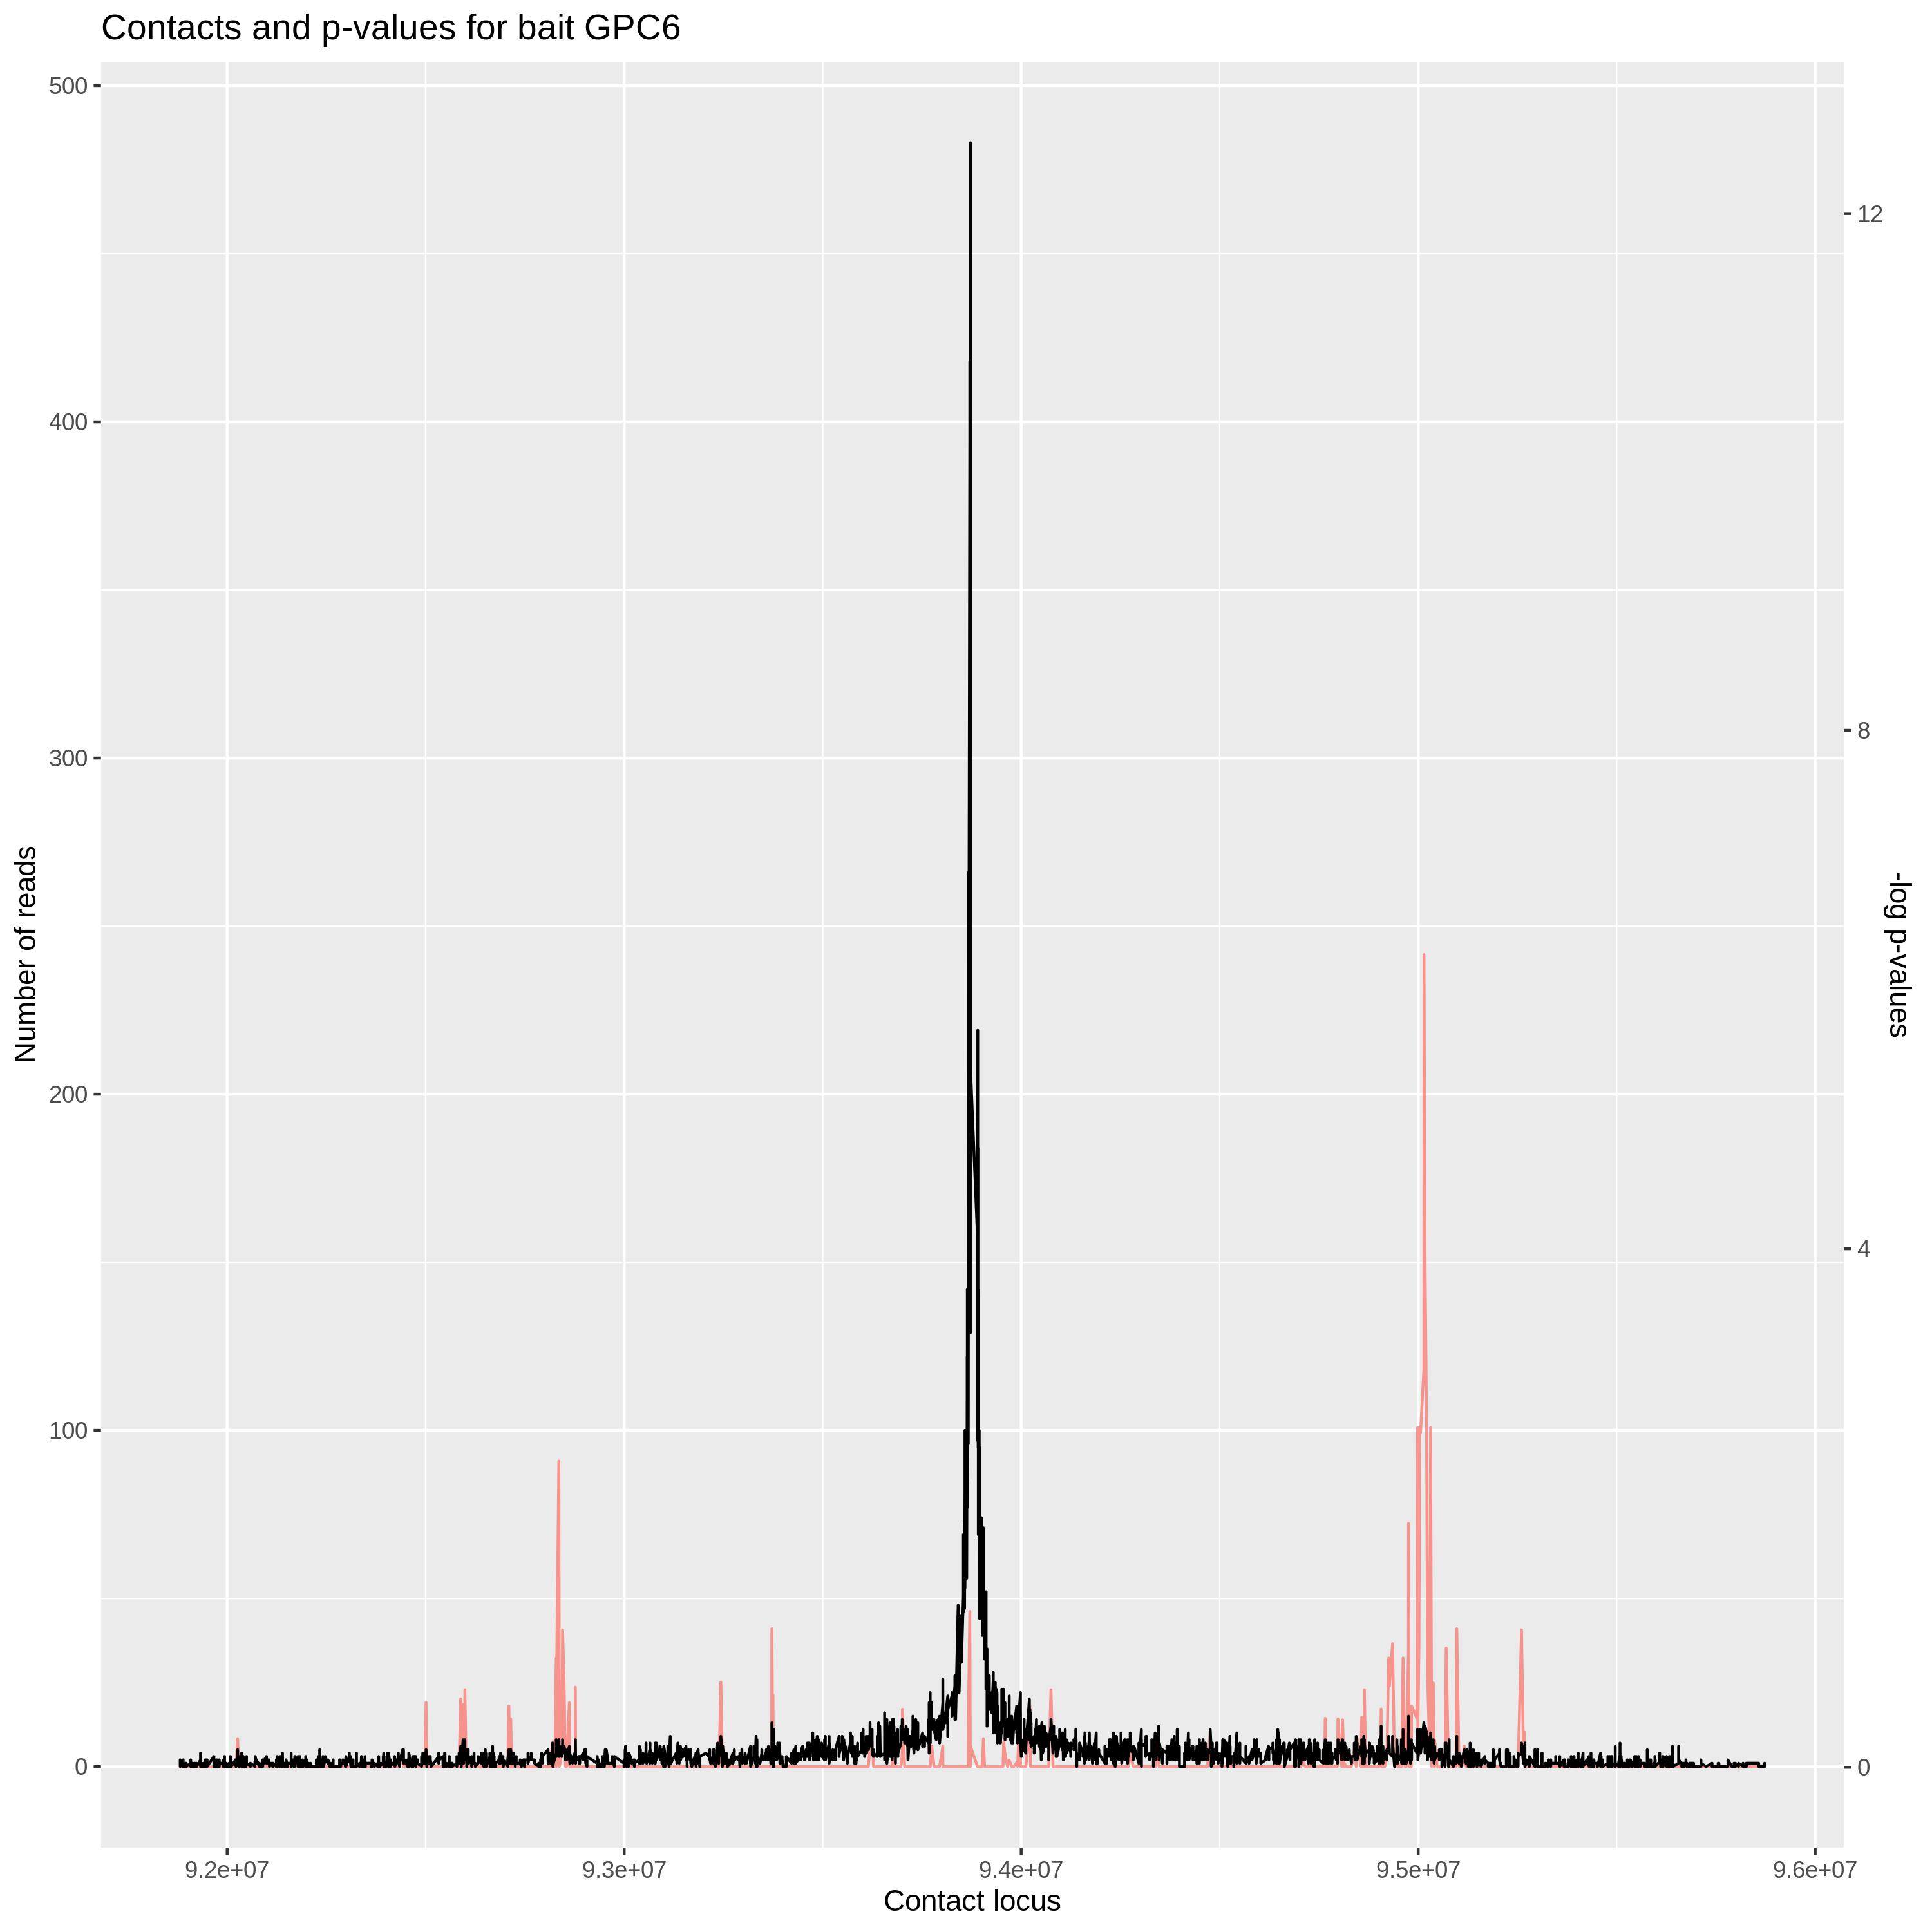 Contacts and p-values for bait GPC6
500
400
300
200
100
0
Number of reads
12
8
4
0
-log p-values
9.2e+07
9.3e+07
9.4e+07
9.5e+07
9.6e+07
Contact locus